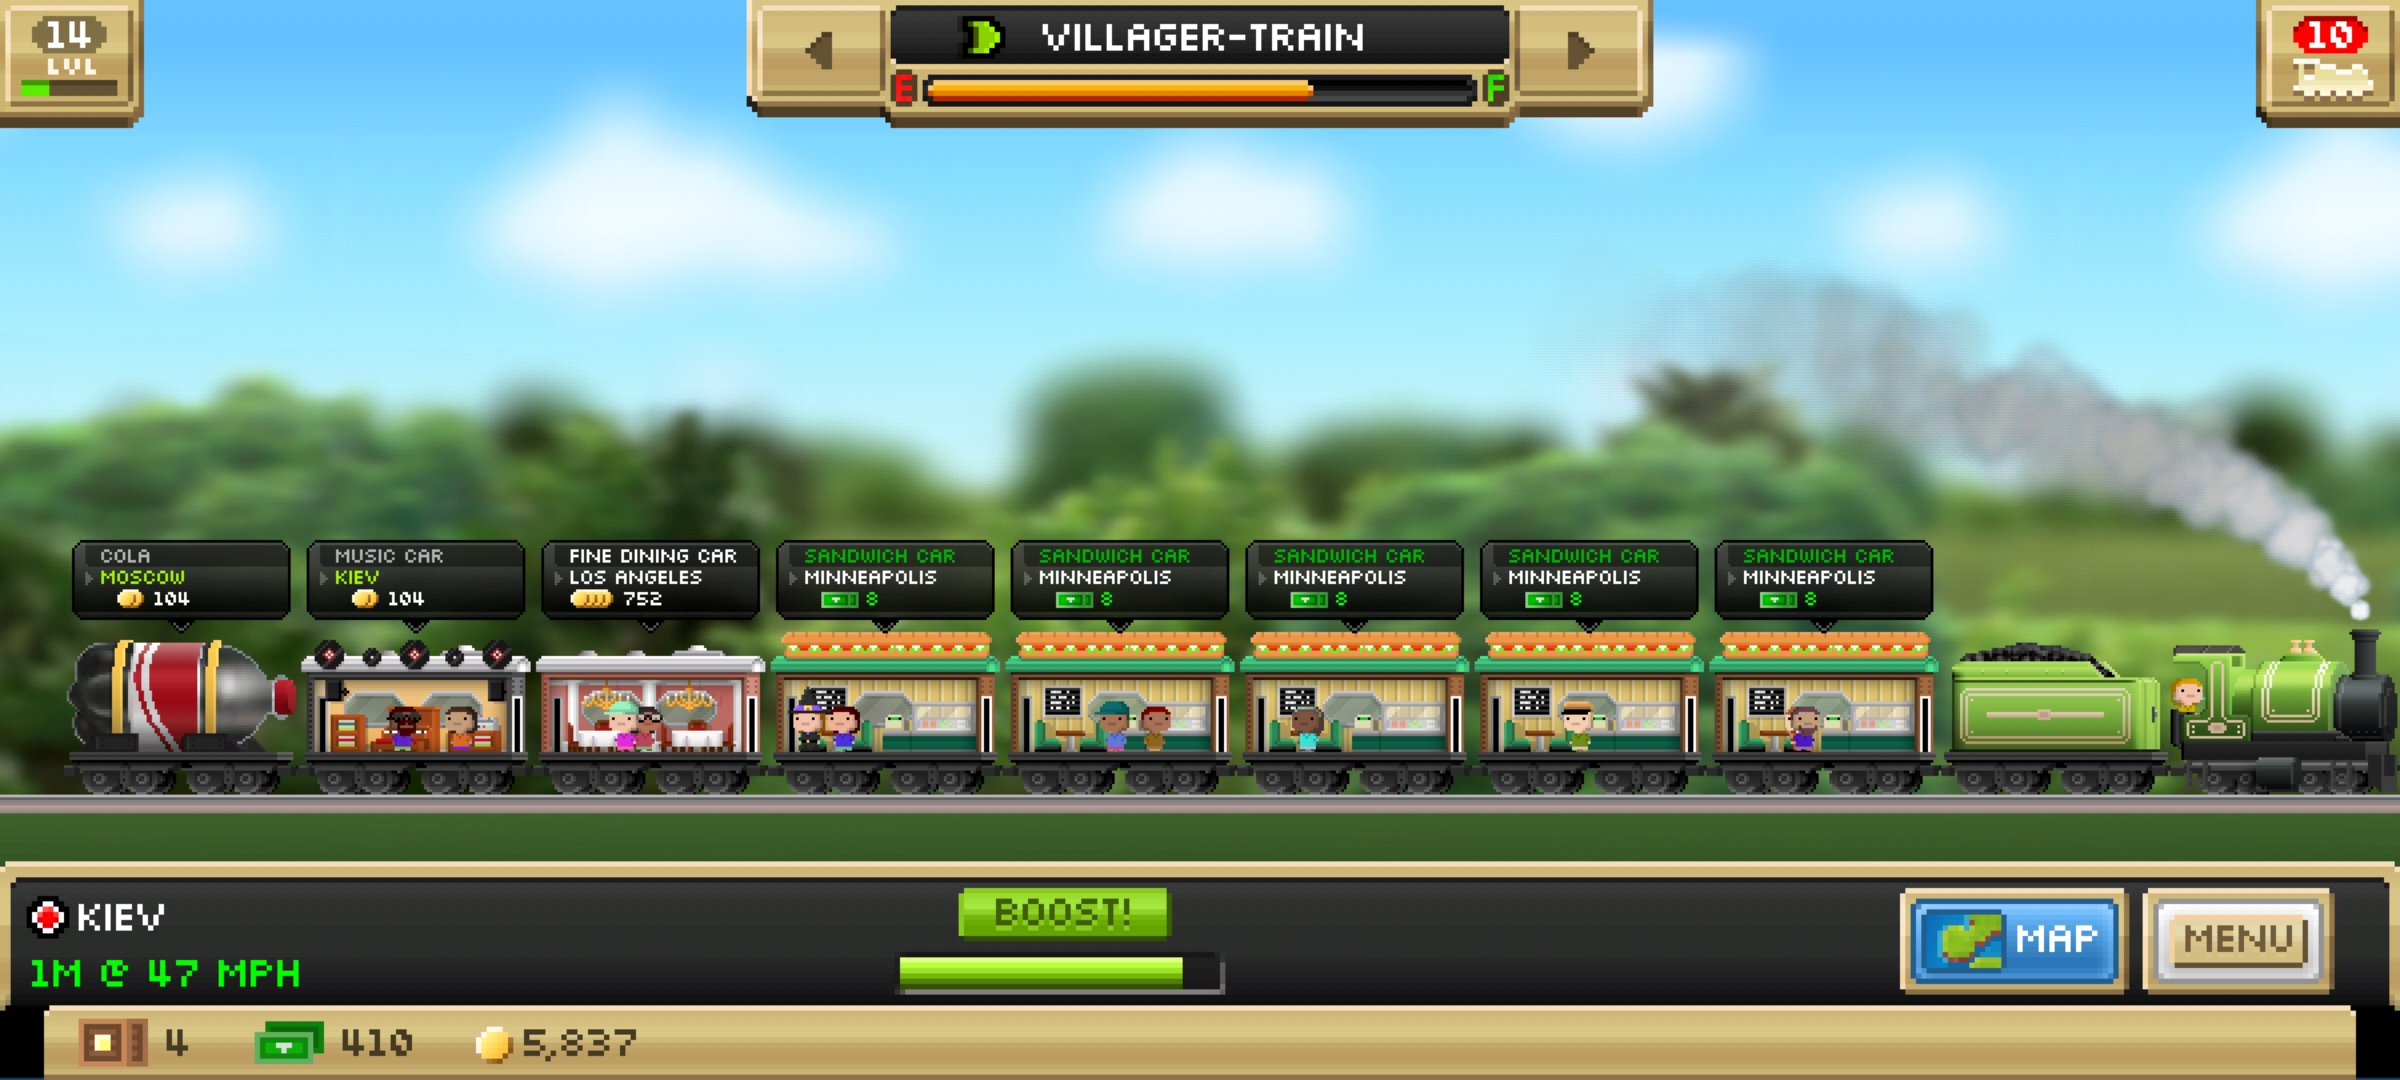 14
LVL
VILLAGER-TRAIN
E F
10
COLA
MOSCOW
104
MUSIC CAR
KIEV
104
FINE DINING CAR
LOS ANGELES
752
SANDWICH CAR
MINNEAPOLIS
8
SANDWICH CAR
MINNEAPOLIS
8
SANDWICH CAR
MINNEAPOLIS
8
SANDWICH CAR
MINNEAPOLIS
8
SANDWICH CAR
MINNEAPOLIS
8
KIEV
1M @ 47 MPH
BOOST!
MAP
MENU
4
410
5,837